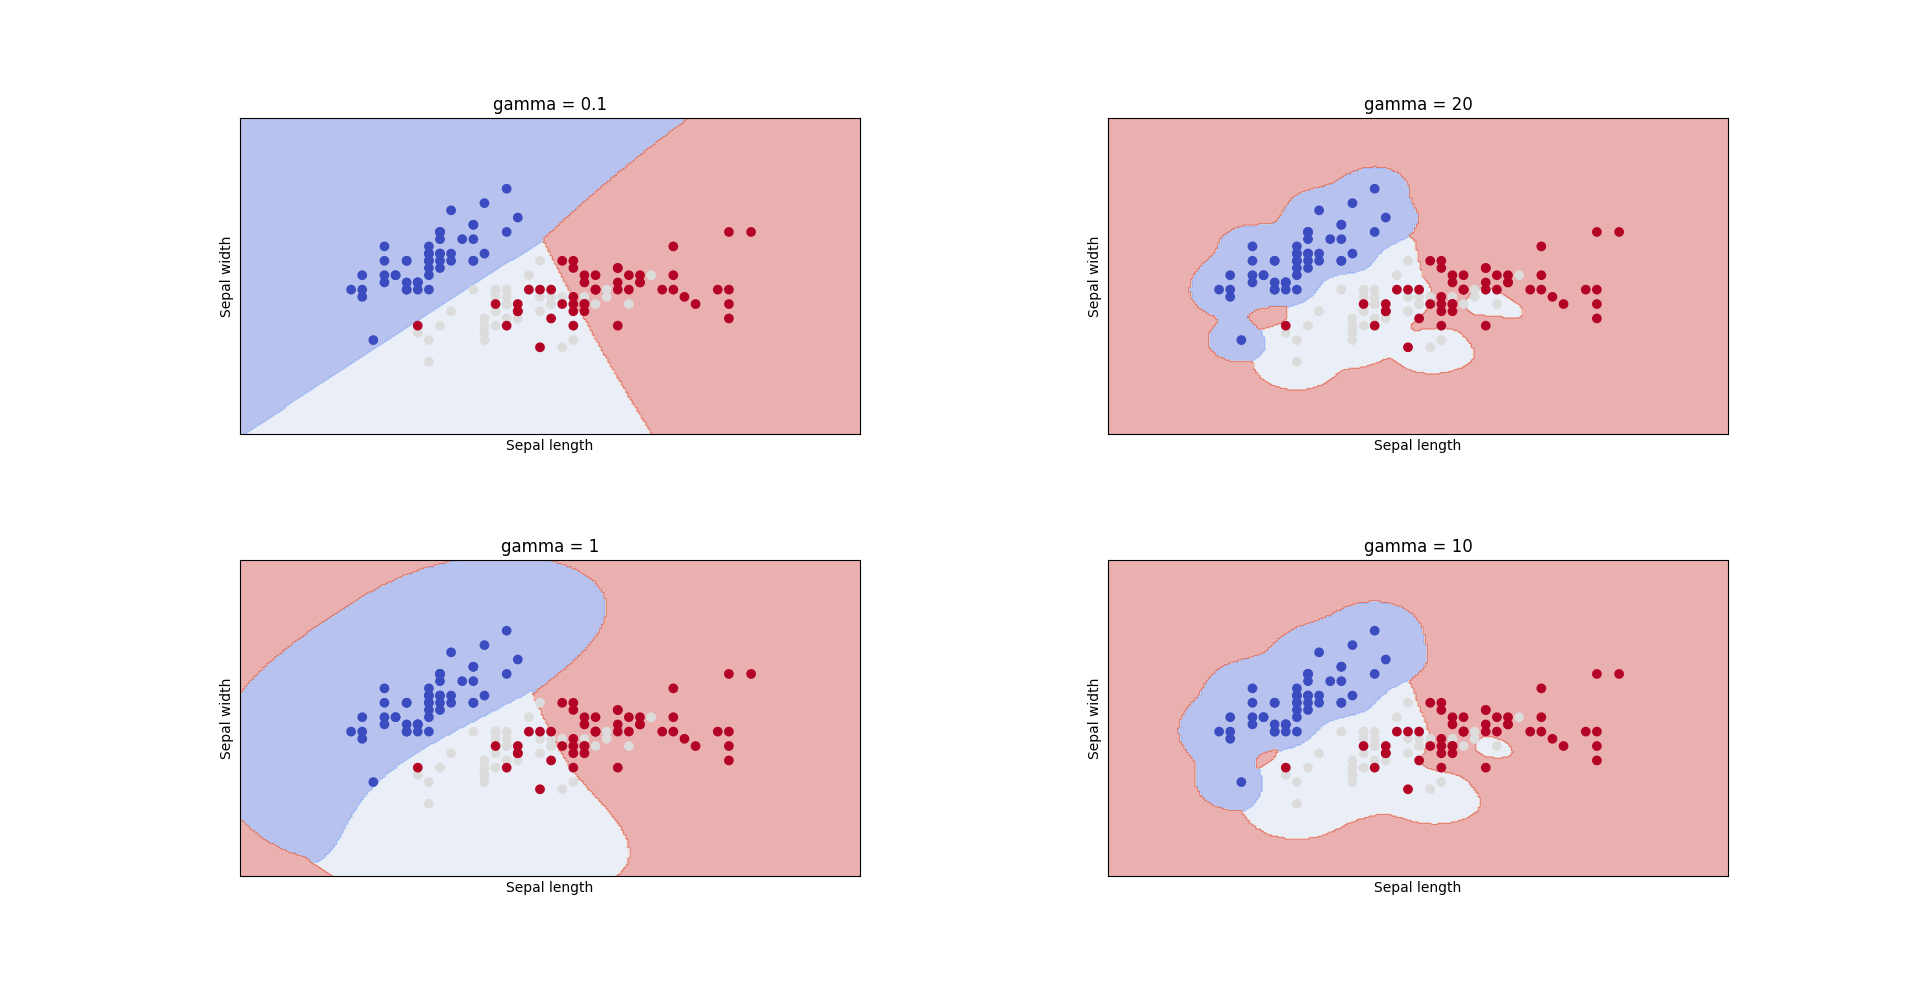 gamma = 0.1
Sepal width
Sepal length
gamma = 20
Sepal width
Sepal length
gamma = 1
Sepal width
Sepal length
gamma = 10
Sepal width
Sepal length